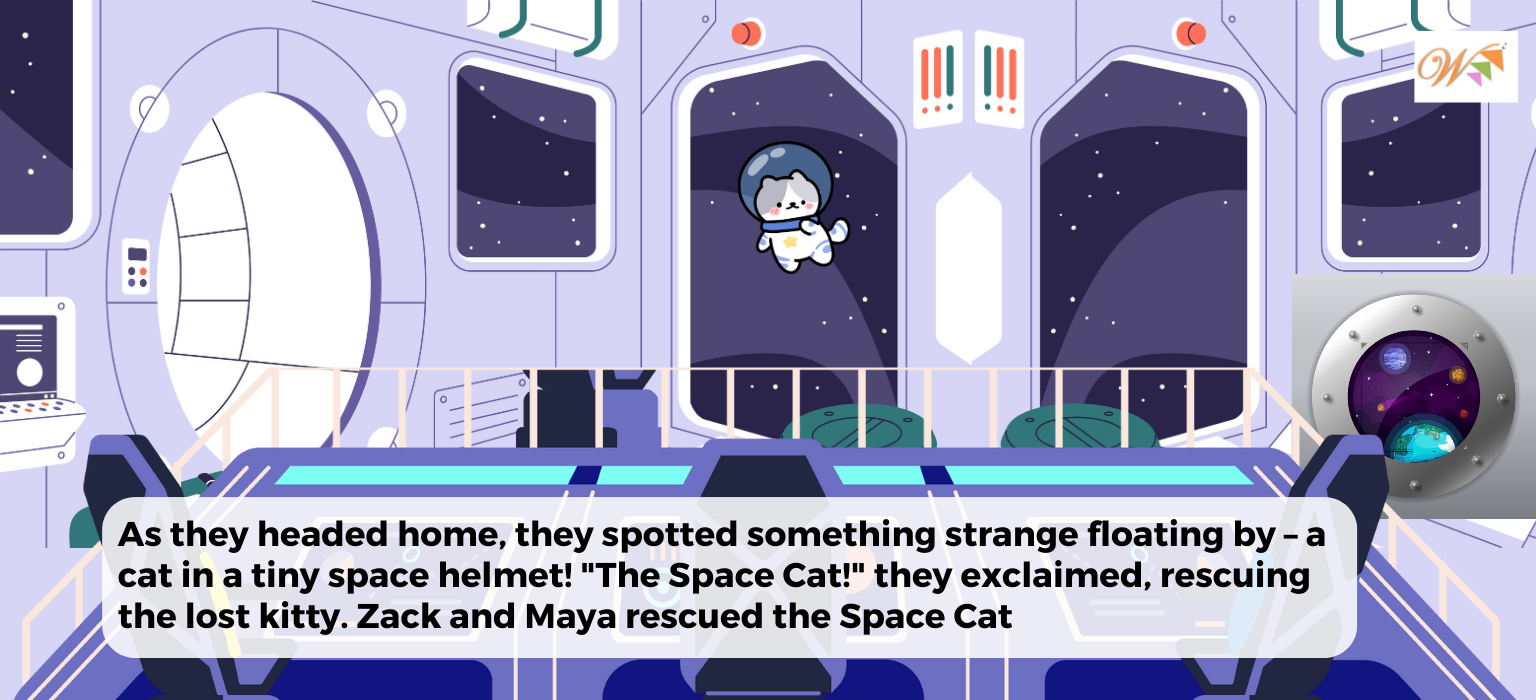 W
As they headed home, they spotted something strange floating by – a
cat in a tiny space helmet! "The Space Cat!" they exclaimed, rescuing
the lost kitty. Zack and Maya rescued the Space Cat